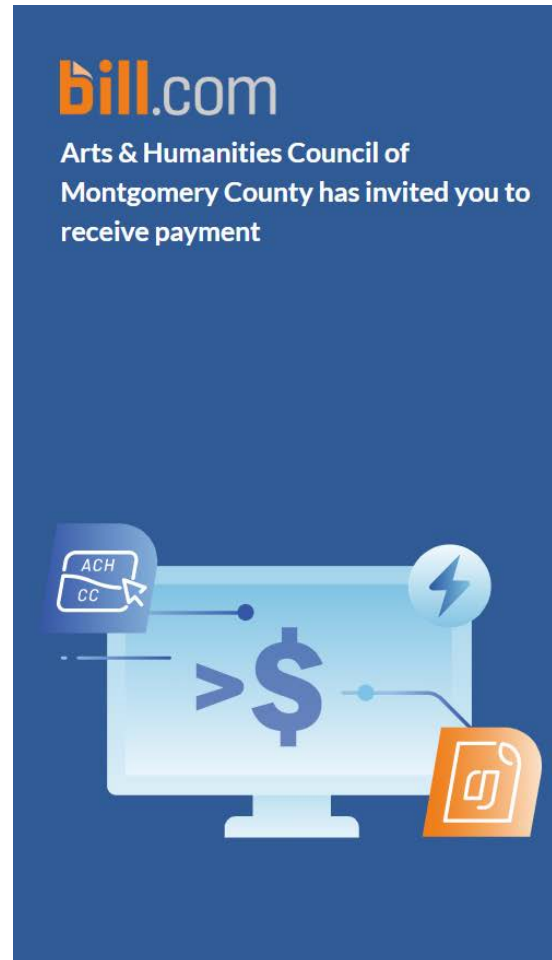 bill.com
Arts & Humanities Council of
Montgomery County has invited you to
receive payment
ACH
CC
>$